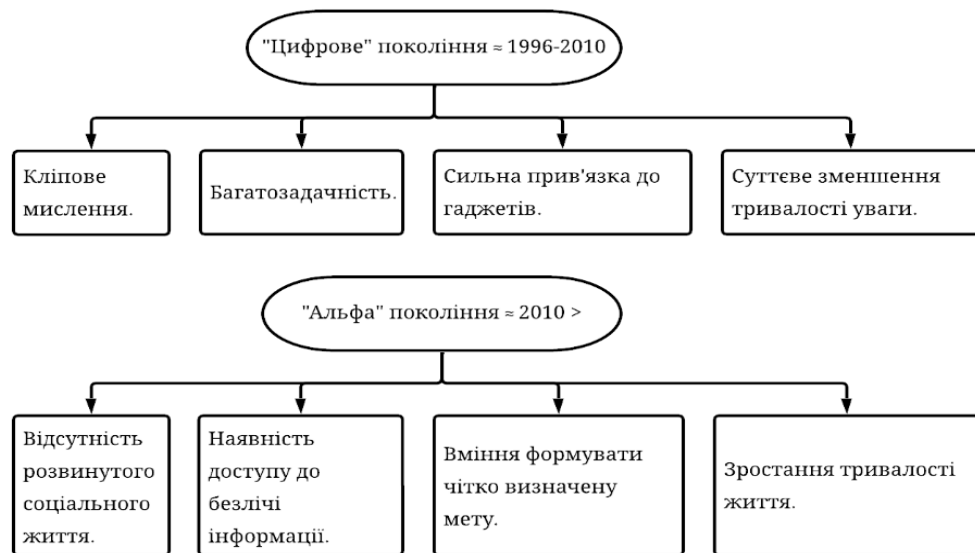 "Цифрове" покоління ≈ 1996-2010
Кліпове
мислення.
Багатозадачність.
Сильна прив'язка до
гаджетів.
Суттєве зменшення
тривалості уваги.
"Альфа" покоління ≈ 2010 >
Відсутність
розвинутого
соціального
життя.
Наявність
доступу до
безлічі
інформації.
Вміння формувати
чітко визначену
мету.
Зростання тривалості
життя.